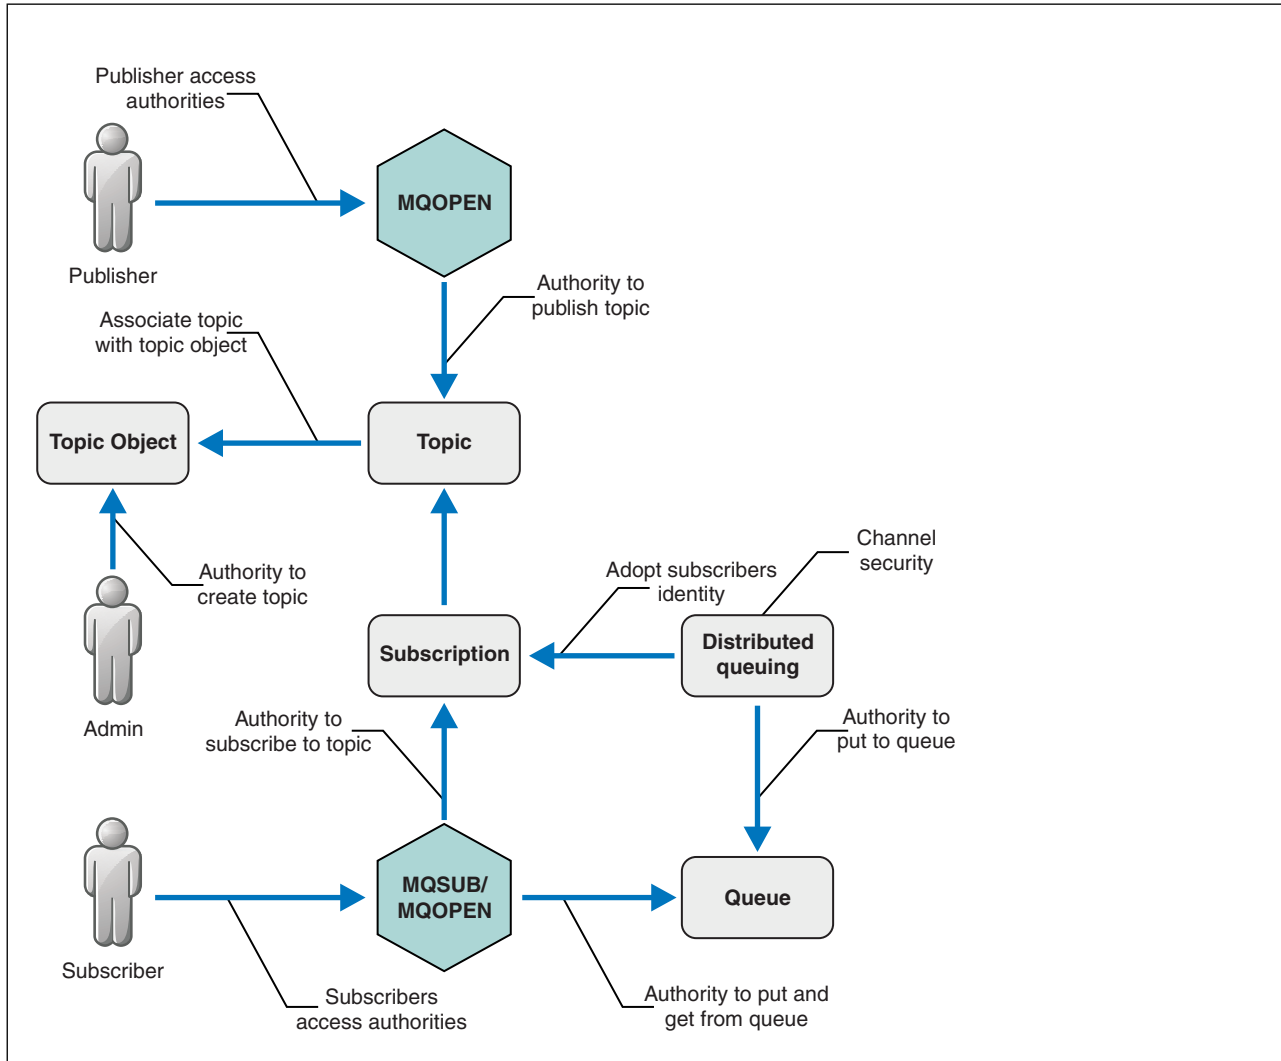 Publisher access
authorities
MQOPEN
Publisher
Authority to
publish topic
Associate topic
with topic object
Topic Object
Topic
Channel
security
Adopt subscribers
identity
Authority to
create topic
Subscription
Distributed
queuing
Admin
Authority to
subscribe to topic
Authority to
put to queue
MQSUB/
MQOPEN
Queue
Subscriber
Subscribers
access authorities
Authority to put and
get from queue